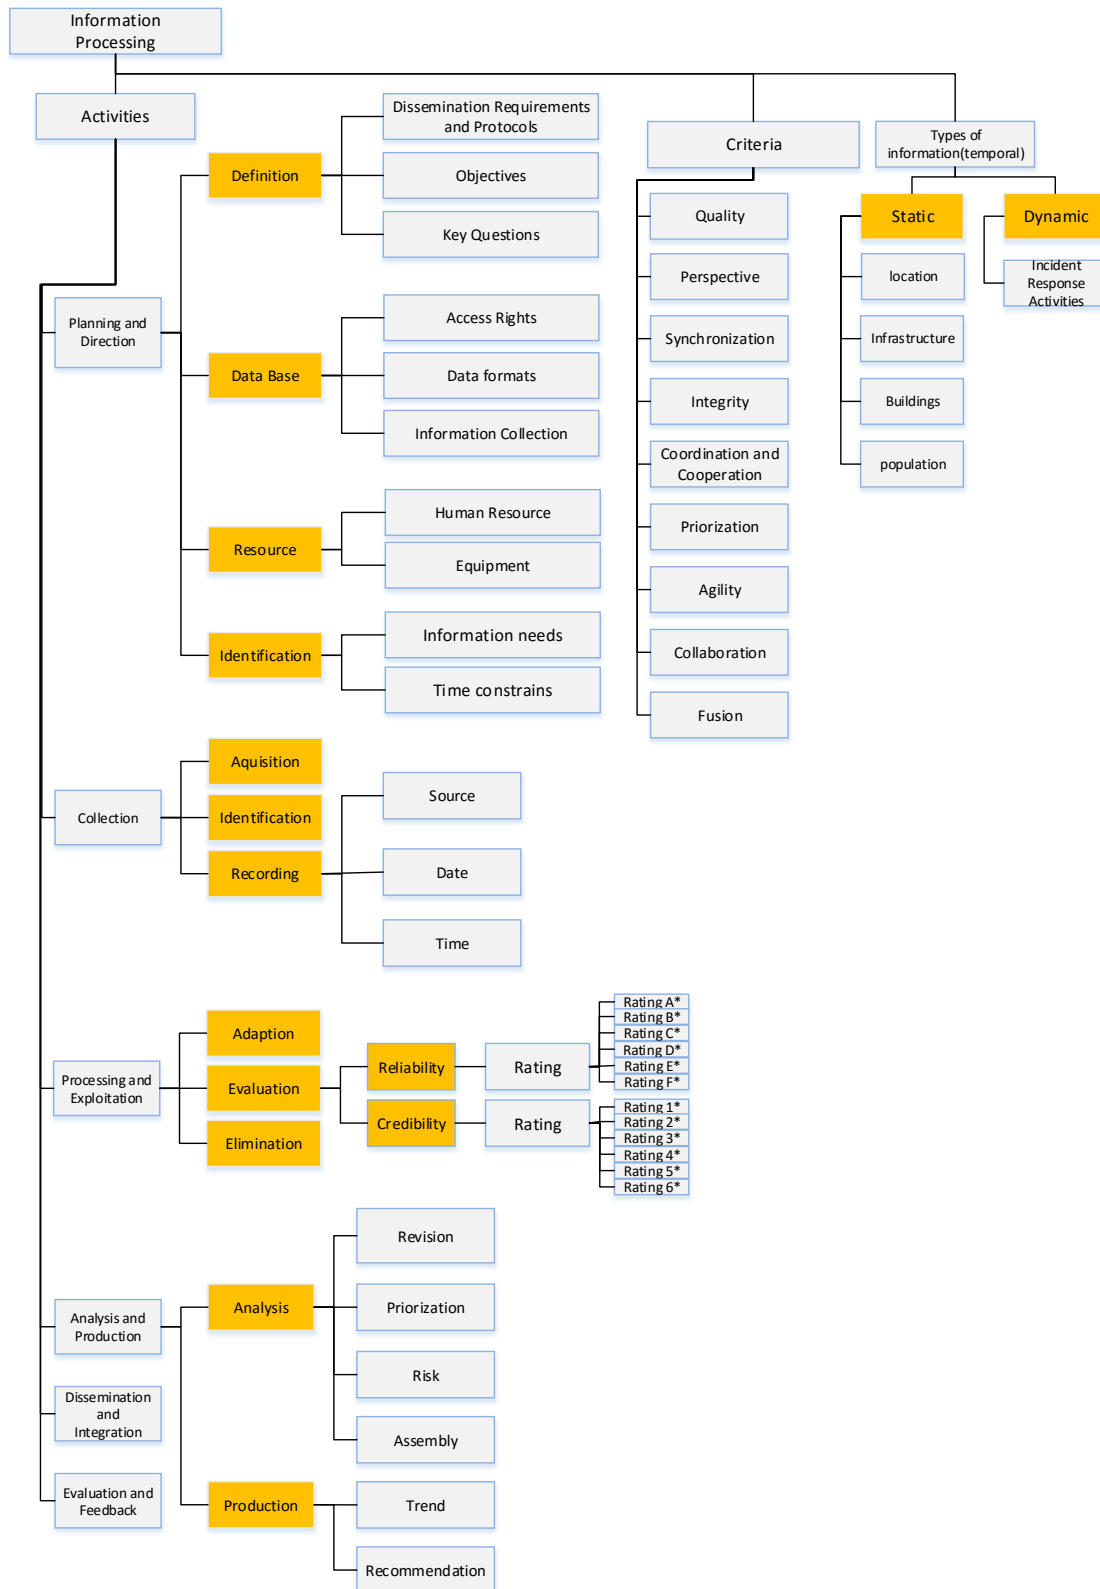 Information
Processing
Activities
Criteria
Types of
information(temporal)
Definition
Dissemination Requirements
and Protocols
Objectives
Key Questions
Planning and
Direction
Data Base
Access Rights
Data formats
Information Collection
Resource
Human Resource
Equipment
Identification
Information needs
Time constrains
Collection
Aquisition
Identification
Recording
Source
Date
Time
Processing and
Exploitation
Adaption
Evaluation
Elimination
Reliability
Rating
Rating A*
Rating B*
Rating C*
Rating D*
Rating E*
Rating F*
Credibility
Rating
Rating 1*
Rating 2*
Rating 3*
Rating 4*
Rating 5*
Rating 6*
Analysis and
Production
Analysis
Revision
Priorization
Risk
Assembly
Production
Trend
Recommendation
Dissemination
and
Integration
Evaluation and
Feedback
Quality
Perspective
Synchronization
Integrity
Coordination and
Cooperation
Priorization
Agility
Collaboration
Fusion
Static
location
Infrastructure
Buildings
population
Dynamic
Incident
Response
Activities